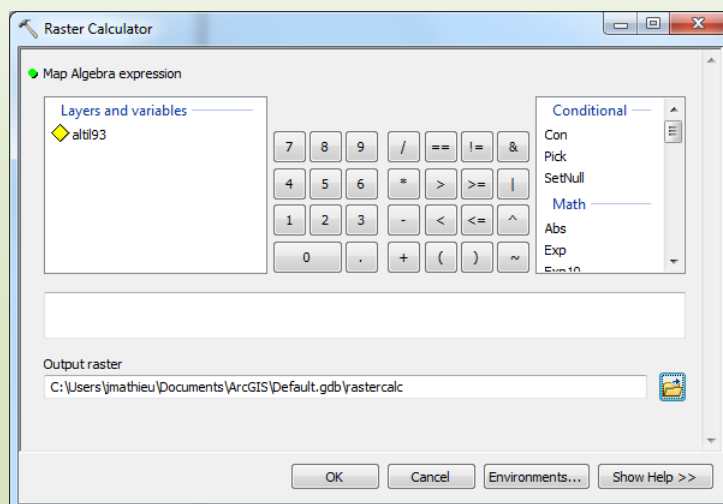 Raster Calculator
Map Algebra expression
Layers and variables
altil93
7 8 9 / == != &
4 5 6 * > >= |
1 2 3 - < <= ^
0 . + ( ) ~
Conditional
Con
Pick
SetNull
Math
Abs
Exp
Exp10
Output raster
C:\Users\jmathieu\Documents\ArcGIS\Default.gdb\rastercalc
OK Cancel Environments... Show Help >>